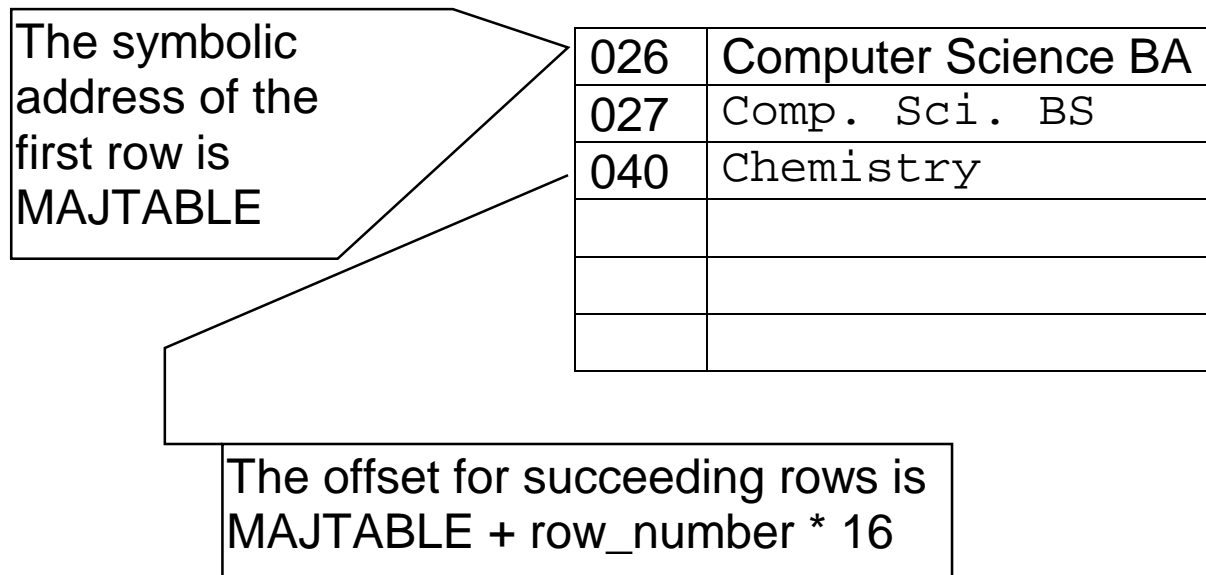 The symbolic
address of the
first row is
MAJTABLE
026 Computer Science BA
027 Comp. Sci. BS
040 Chemistry
The offset for succeeding rows is
MAJTABLE + row_number * 16